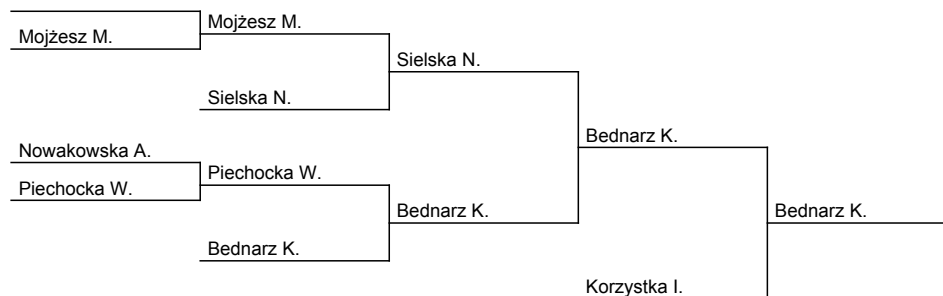 Mojżesz M.
Mojżesz M.
Sielska N.
Sielska N.
Nowakowska A.
Piechocka W.
Piechocka W.
Bednarz K.
Bednarz K.
Bednarz K.
Bednarz K.
Korzystka I.